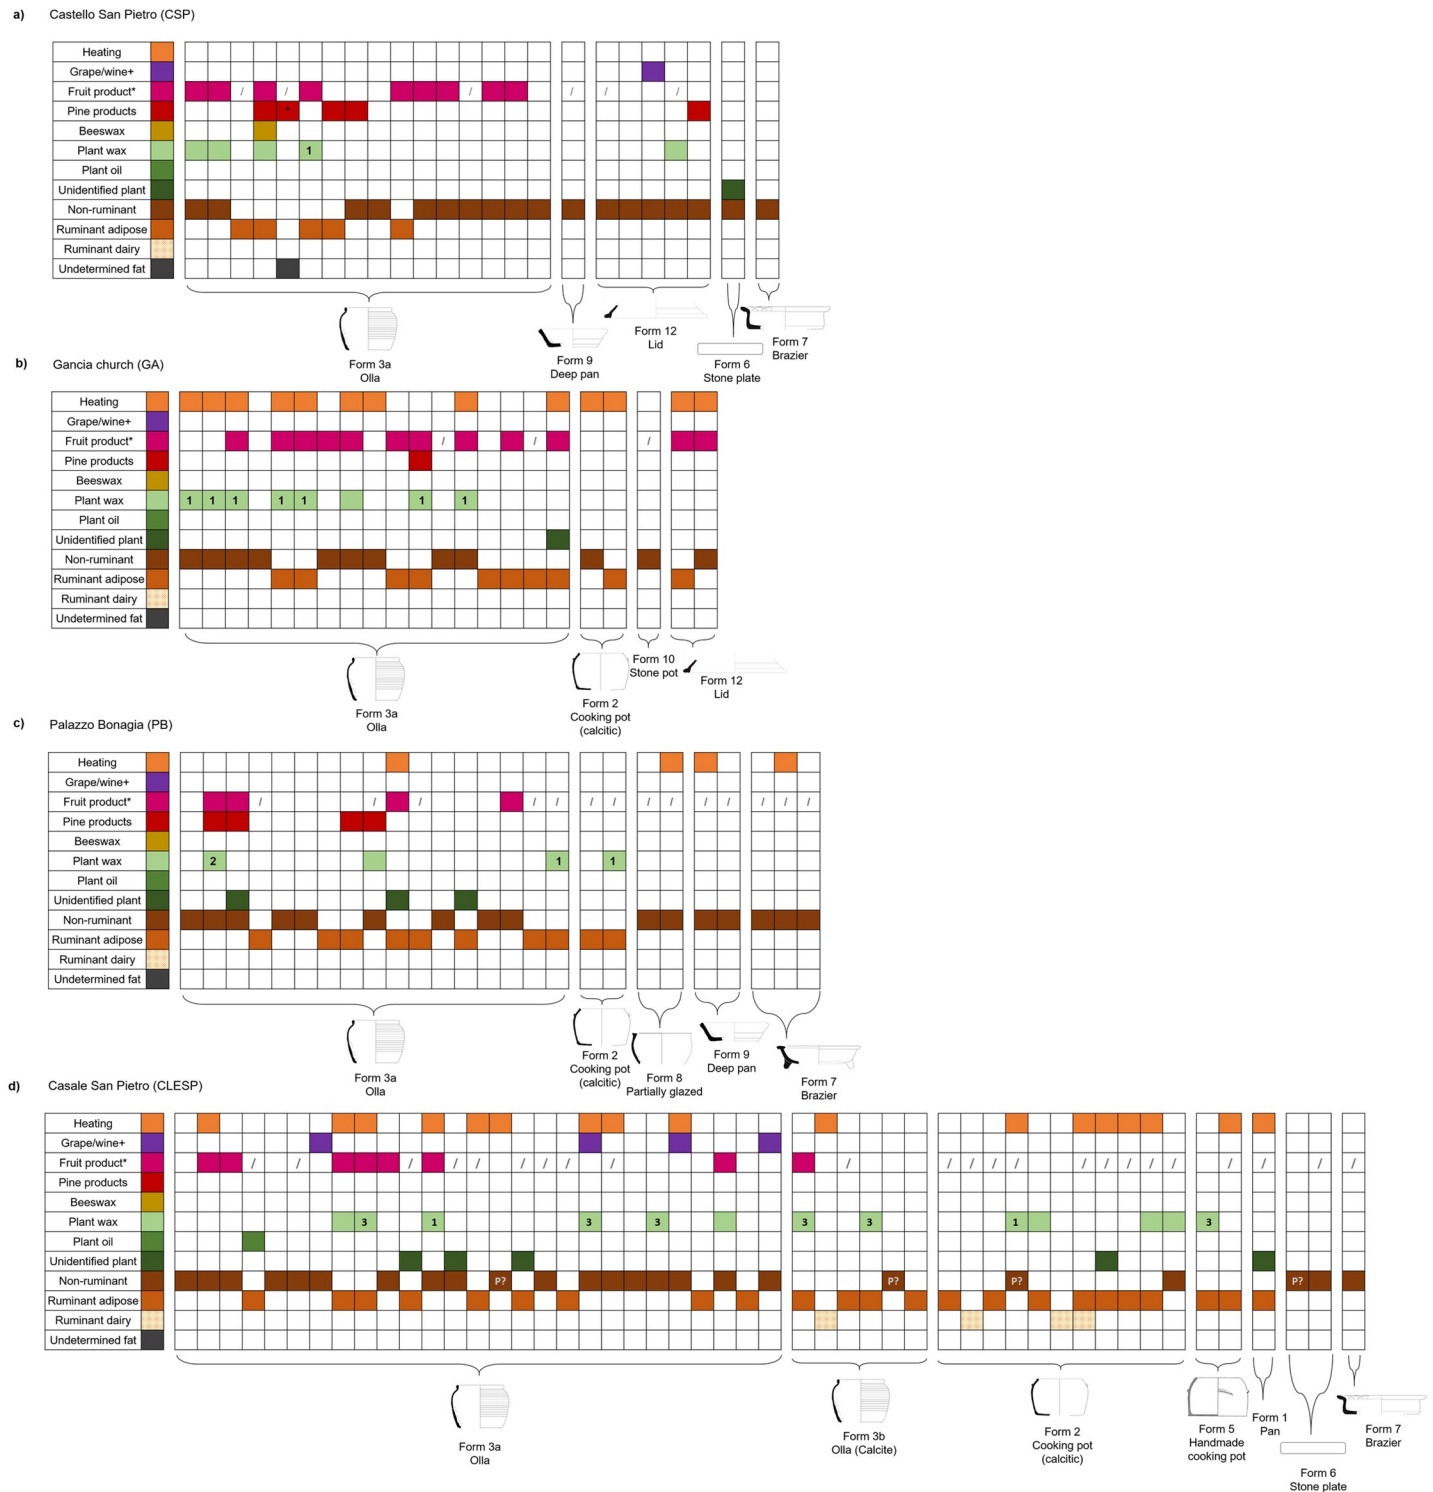 a) Castello San Pietro (CSP)
Heating
Grape/wine+
Fruit product* / / / / / /
Pine products *
Beeswax
Plant wax 1
Plant oil
Unidentified plant
Non-ruminant
Ruminant adipose
Ruminant dairy
Undetermined fat
Form 3a
Olla
Form 9
Deep pan
Form 12
Lid
Form 6
Stone plate
Form 7
Brazier
b) Gancia church (GA)
Heating
Grape/wine+
Fruit product* / / /
Pine products
Beeswax
Plant wax 1 1 1 1 1 1 1
Plant oil
Unidentified plant
Non-ruminant
Ruminant adipose
Ruminant dairy
Undetermined fat
Form 3a
Olla
Form 2
Cooking pot
(calcitic)
Form 10
Stone pot
Form 12
Lid
c) Palazzo Bonagia (PB)
Heating
Grape/wine+
Fruit product* / / / / / / / / / / / / / /
Pine products
Beeswax
Plant wax 2 1 1
Plant oil
Unidentified plant
Non-ruminant
Ruminant adipose
Ruminant dairy
Undetermined fat
Form 3a
Olla
Form 2
Cooking pot
(calcitic)
Form 8
Partially glazed
Form 9
Deep pan
Form 7
Brazier
d) Casale San Pietro (CLESP)
Heating
Grape/wine+
Fruit product* / / / / / / / / / / / / / / / / / / / / / / /
Pine products
Beeswax
Plant wax 3 1 3 3 3 3 1 3
Plant oil
Unidentified plant
Non-ruminant P? P? P? P?
Ruminant adipose
Ruminant dairy
Undetermined fat
Form 3a
Olla
Form 3b
Olla (Calcite)
Form 2
Cooking pot
(calcitic)
Form 5
Handmade
cooking pot
Form 1
Pan
Form 6
Stone plate
Form 7
Brazier